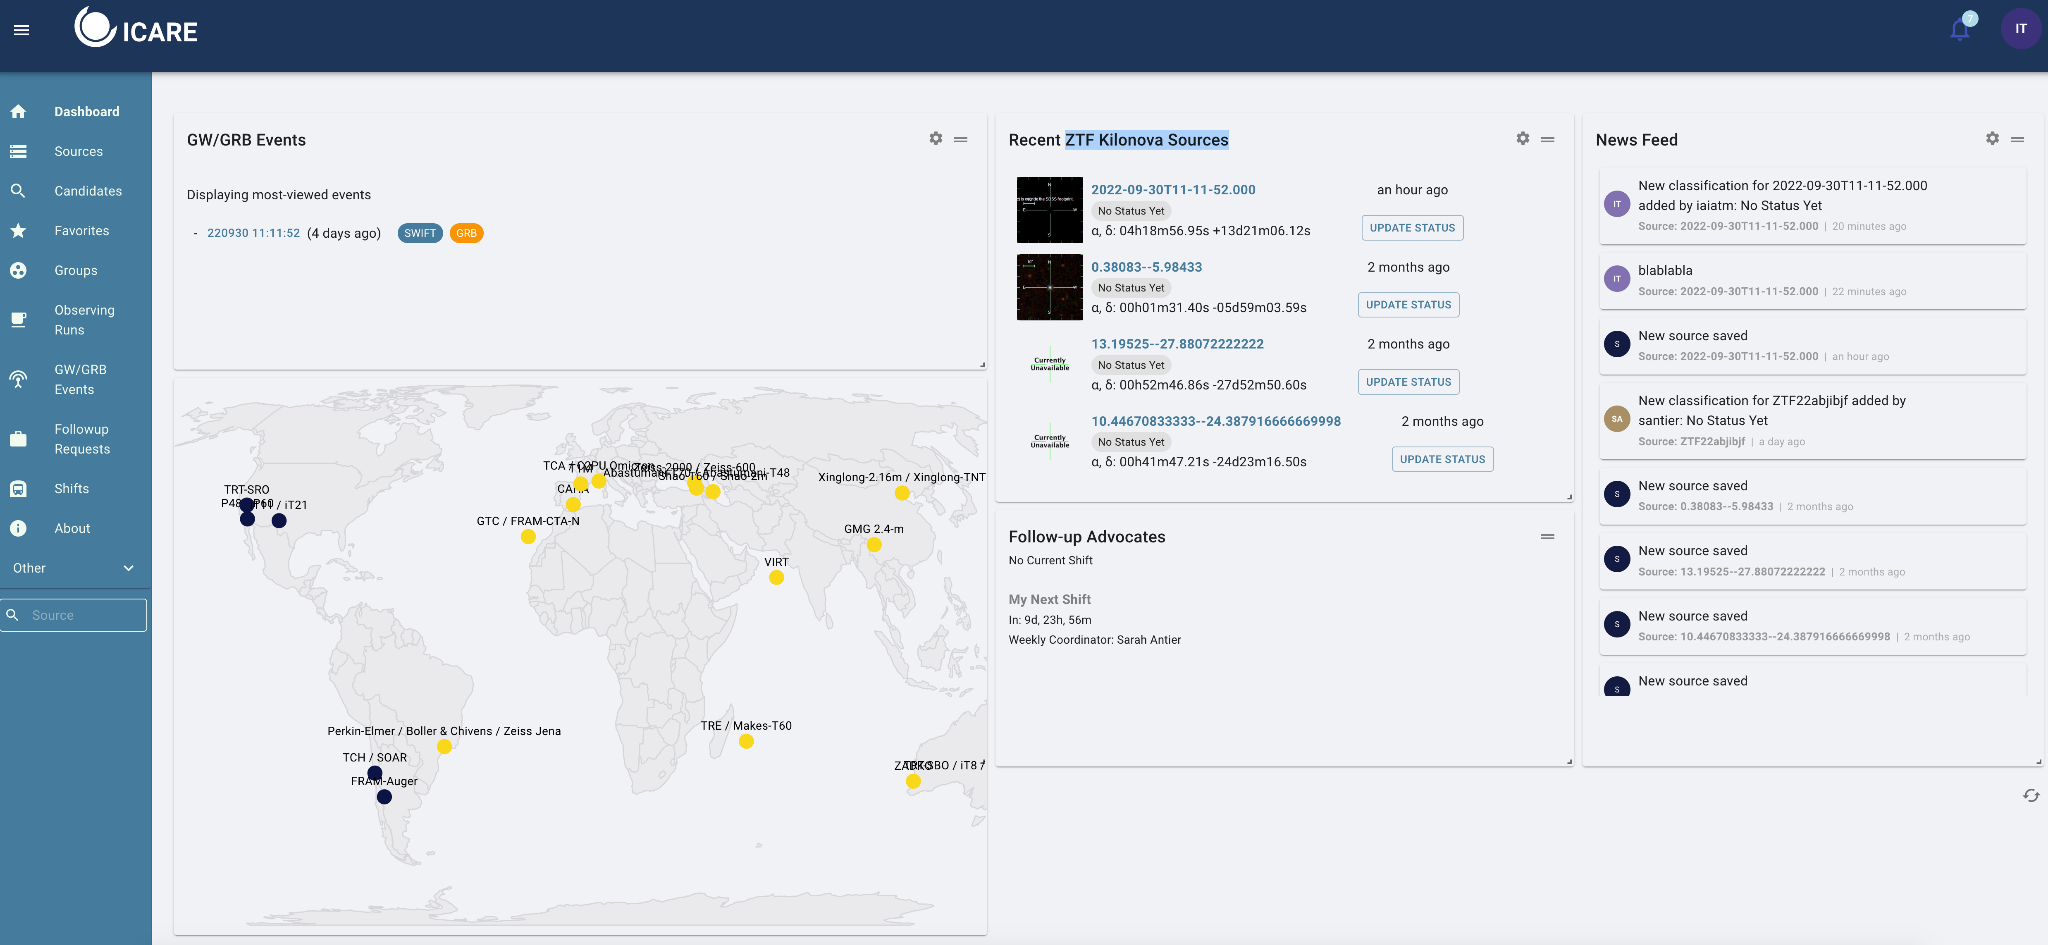 ICARE
7
IT
Dashboard
Sources
Candidates
Favorites
Groups
Observing
Runs
GW/GRB
Events
Followup
Requests
Shifts
About
Other
Source
GW/GRB Events
Displaying most-viewed events
- 220930 11:11:52 (4 days ago) SWIFT GRB
TCA / C2PU Omicron
Zeiss-2000 / Zeiss-600
Abastumani-T70 / Abastumani-T48
Shao-T60 / Shao-2m
Xinglong-2.16m / Xinglong-TNT
TRT-SRO
CAHA
/ iT21
GTC / FRAM-CTA-N
GMG 2.4-m
VIRT
TRE / Makes-T60
Perkin-Elmer / Boller & Chivens / Zeiss Jena
TCH / SOAR
FRAM-Auger
/ iT8 /
Recent ZTF Kilonova Sources
2022-09-30T11-11-52.000 an hour ago
No Status Yet
UPDATE STATUS
α, δ: 04h18m56.95s +13d21m06.12s
0.38083--5.98433 2 months ago
No Status Yet
UPDATE STATUS
α, δ: 00h01m31.40s -05d59m03.59s
13.19525--27.88072222222 2 months ago
Currently
Unavailable
No Status Yet
UPDATE STATUS
α, δ: 00h52m46.86s -27d52m50.60s
10.44670833333--24.387916666669998 2 months ago
Currently
Unavailable
No Status Yet
UPDATE STATUS
α, δ: 00h41m47.21s -24d23m16.50s
Follow-up Advocates
No Current Shift
My Next Shift
In: 9d, 23h, 56m
Weekly Coordinator: Sarah Antier
News Feed
IT
New classification for 2022-09-30T11-11-52.000
added by iaiatm: No Status Yet
Source: 2022-09-30T11-11-52.000 | 20 minutes ago
IT
blablabla
Source: 2022-09-30T11-11-52.000 | 22 minutes ago
S
New source saved
Source: 2022-09-30T11-11-52.000 | an hour ago
SA
New classification for ZTF22abjibjf added by
santier: No Status Yet
Source: ZTF22abjibjf | a day ago
S
New source saved
Source: 0.38083--5.98433 | 2 months ago
S
New source saved
Source: 13.19525--27.88072222222 | 2 months ago
S
New source saved
Source: 10.44670833333--24.387916666669998 | 2 months ago
S
New source saved